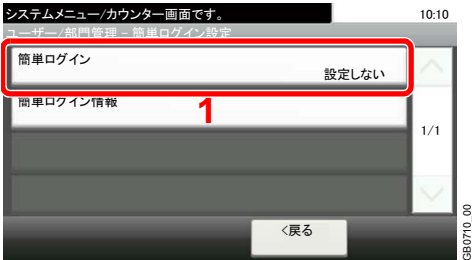 システムメニュー/カウンター画面です。
10:10
ユーザー/部門管理 - 簡単ログイン設定
簡単ログイン
設定しない
簡単ログイン情報
1
1/1
<戻る
GB0710_00